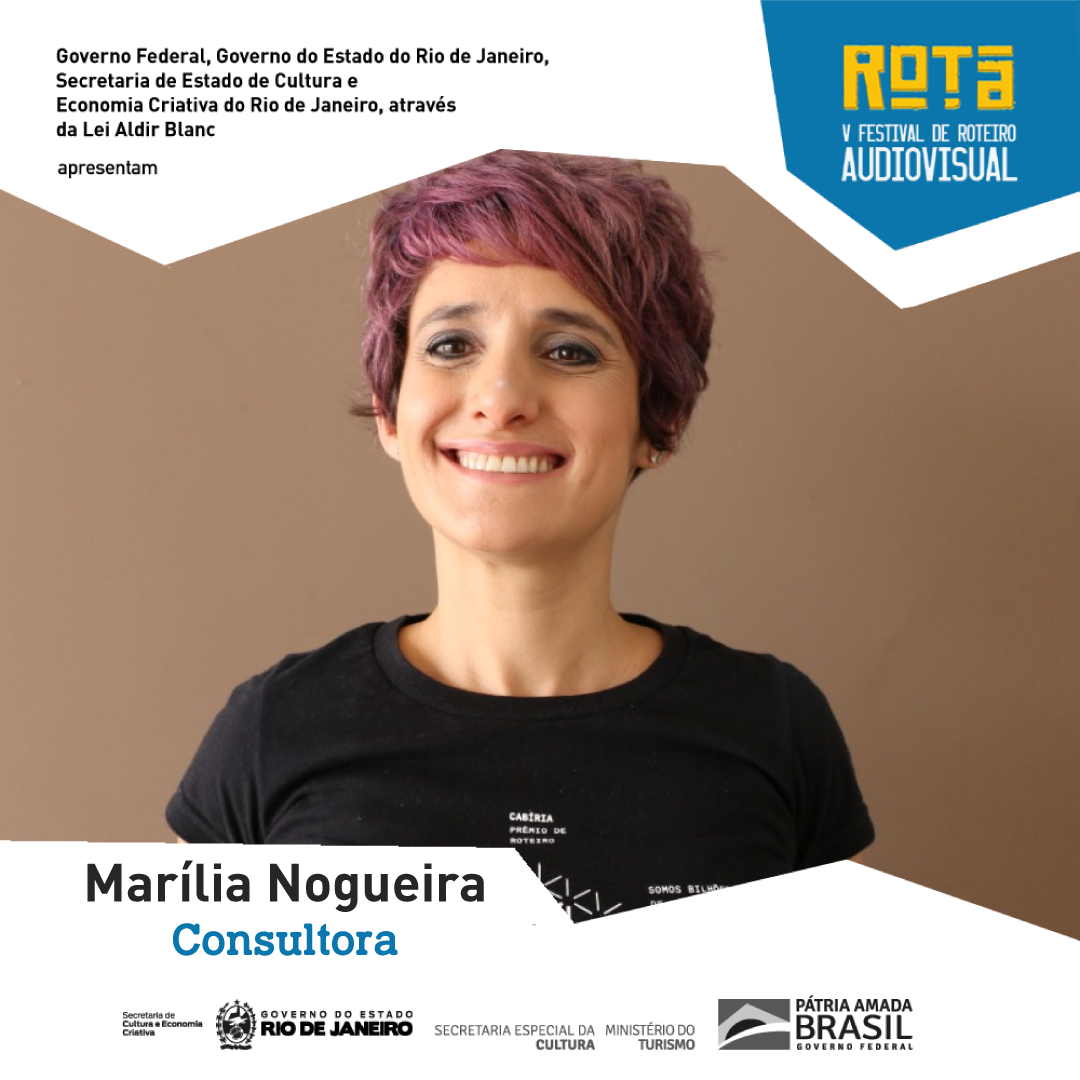 Governo Federal, Governo do Estado do Rio de Janeiro,
Secretaria de Estado de Cultura e
Economia Criativa do Rio de Janeiro, através
da Lei Aldir Blanc
apresentam
ROTA
V FESTIVAL DE ROTEIRO
AUDIOVISUAL
CABÍRIA
PRÊMIO DE
ROTEIRO
SOMOS
Marília Nogueira
Consultora
Secretaria de
Cultura e Economia
Criativa
GOVERNO DO ESTADO
RIO DE JANEIRO
SECRETARIA ESPECIAL DA
CULTURA
MINISTÉRIO DO
TURISMO
PÁTRIA AMADA
BRASIL
GOVERNO FEDERAL